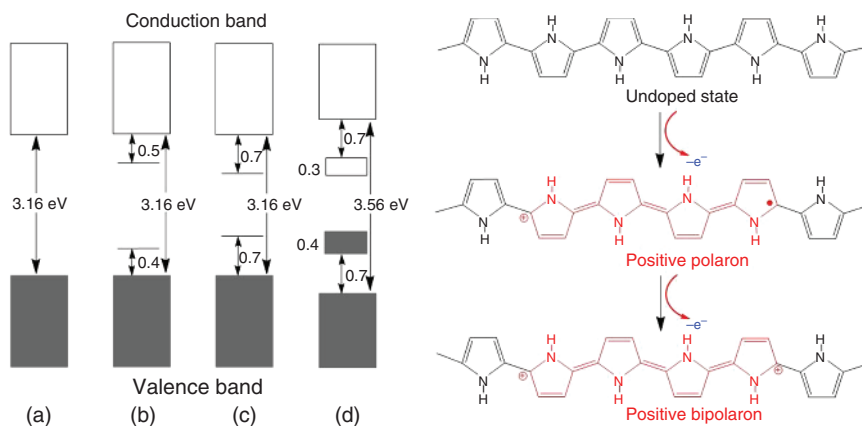 Conduction band
0.5
0.7
0.7
0.3
3.16 eV
3.16 eV
3.16 eV
3.56 eV
0.4
0.7
0.4
0.7
Valence band
(a)
(b)
(c)
(d)
H
N
H
N
H
N
N
H
N
H
N
H
Undoped state
–e⁻
H
N
H
N
H
N
N
H
N
H
N
H
⊕
•
Positive polaron
–e⁻
H
N
H
N
H
N
N
H
N
H
N
H
⊕
⊕
Positive bipolaron